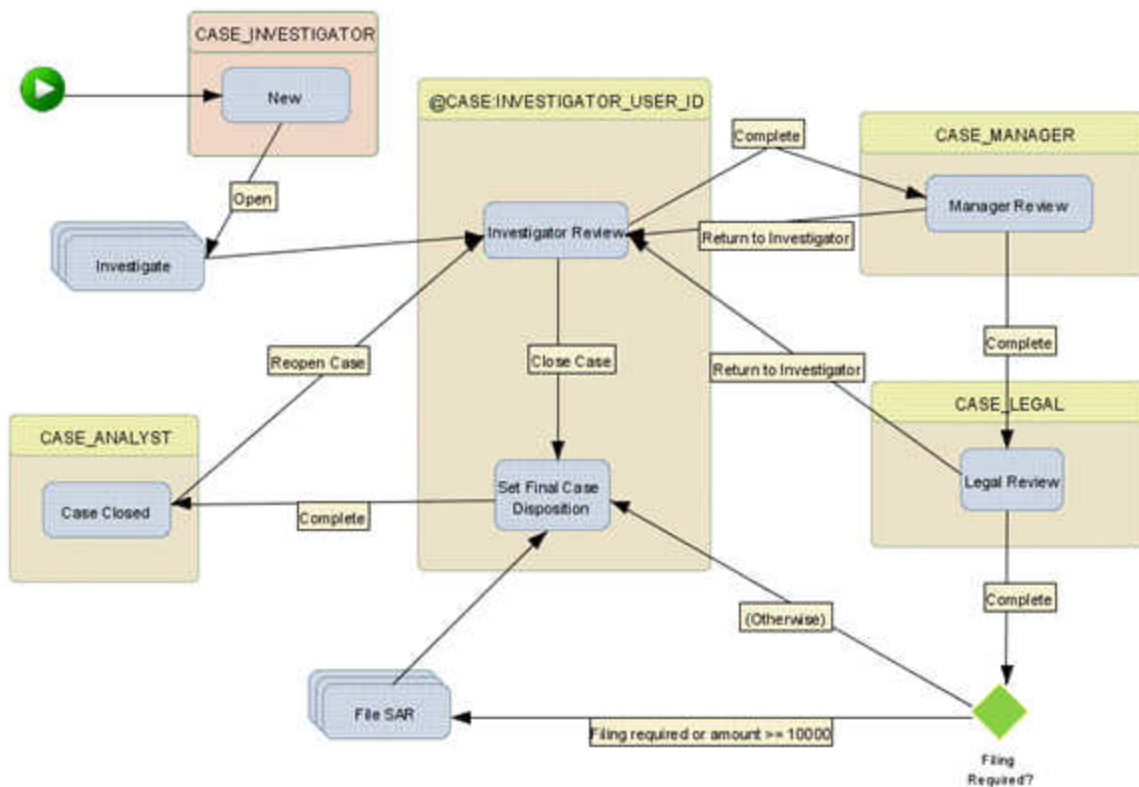 CASE_INVESTIGATOR
New
Open
Investigate
@CASE:INVESTIGATOR_USER_ID
Investigator Review
Complete
CASE_MANAGER
Manager Review
Return to Investigator
Complete
Close Case
Reopen Case
Return to Investigator
CASE_LEGAL
Legal Review
CASE_ANALYST
Case Closed
Complete
Set Final Case
Disposition
Complete
(Otherwise)
File SAR
Filing required or amount >= 10000
Filing
Required?